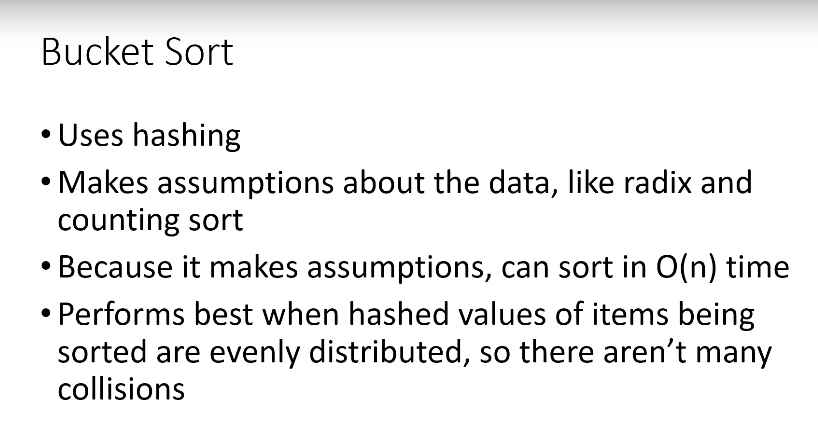 Bucket Sort
• Uses hashing
• Makes assumptions about the data, like radix and
counting sort
• Because it makes assumptions, can sort in O(n) time
• Performs best when hashed values of items being
sorted are evenly distributed, so there aren’t many
collisions